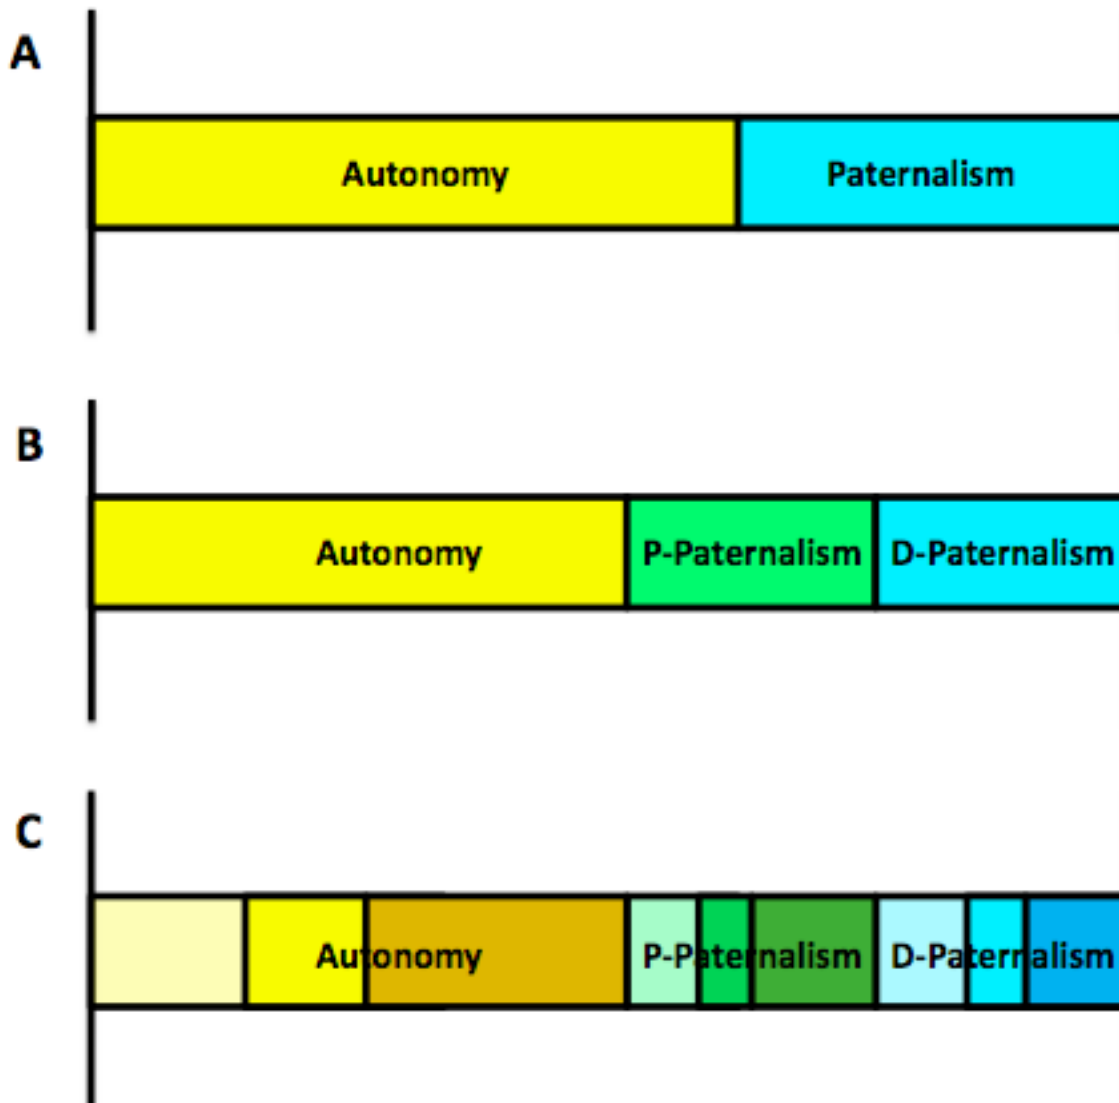 A
Autonomy Paternalism
B
Autonomy P-Paternalism D-Paternalism
C
Autonomy P-Paternalism D-Paternalism